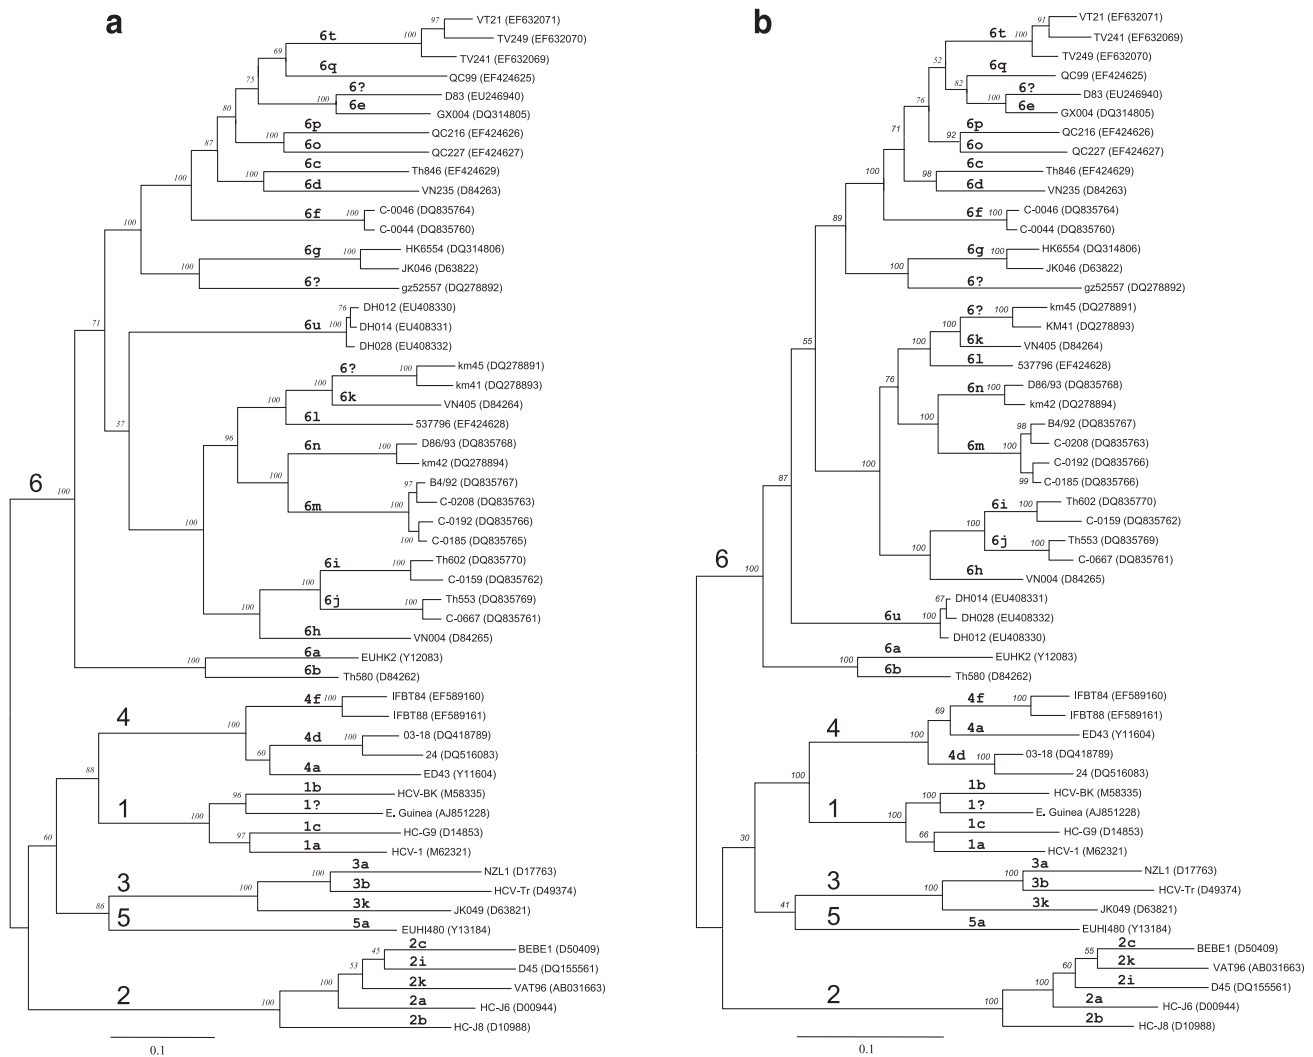 a
97 VT21 (EF632071)
6t 100 TV249 (EF632070)
69 TV241 (EF632069)
6q QC99 (EF424625)
75 6? D83 (EU246940)
100 6e GX004 (DQ314805)
80 6p QC216 (EF424626)
100 6o QC227 (EF424627)
87 6c Th846 (EF424629)
100 6d VN235 (D84263)
100 6f 100 C-0046 (DQ835764)
C-0044 (DQ835760)
100 6g 100 HK6554 (DQ314806)
100 JK046 (D63822)
6? gz52557 (DQ278892)
76 DH012 (EU408330)
71 6u 100 DH014 (EU408331)
DH028 (EU408332)
6? 100 km45 (DQ278891)
100 km41 (DQ278893)
100 6k VN405 (D84264)
37 6l 537796 (EF424628)
96 6n 100 D86/93 (DQ835768)
km42 (DQ278894)
100 97 B4/92 (DQ835767)
6 100 6m 100 C-0208 (DQ835763)
C-0192 (DQ835766)
100 100 C-0185 (DQ835765)
6i 100 Th602 (DQ835770)
100 C-0159 (DQ835762)
100 6j 100 Th553 (DQ835769)
C-0667 (DQ835761)
6h VN004 (D84265)
100 6a EUHK2 (Y12083)
6b Th580 (D84262)
4f 100 IFBT84 (EF589160)
4 100 IFBT88 (EF589161)
4d 100 03-18 (DQ418789)
60 24 (DQ516083)
88 4a ED43 (Y11604)
96 1b HCV-BK (M58335)
1 100 1? E. Guinea (AJ851228)
60 97 1c HC-G9 (D14853)
1a HCV-1 (M62321)
100 3a NZL1 (D17763)
3 100 3b HCV-Tr (D49374)
86 3k JK049 (D63821)
5 5a EUHI480 (Y13184)
45 2c BEBE1 (D50409)
53 2i D45 (DQ155561)
100 2k VAT96 (AB031663)
2 100 2a HC-J6 (D00944)
2b HC-J8 (D10988)
0.1
b
91 VT21 (EF632071)
6t 100 TV241 (EF632069)
52 TV249 (EF632070)
6q QC99 (EF424625)
82 6? D83 (EU246940)
76 100 6e GX004 (DQ314805)
6p QC216 (EF424626)
71 92 6o QC227 (EF424627)
6c Th846 (EF424629)
100 98 6d VN235 (D84263)
6f 100 C-0046 (DQ835764)
89 C-0044 (DQ835760)
6g 100 HK6554 (DQ314806)
100 JK046 (D63822)
6? gz52557 (DQ278892)
6? 100 km45 (DQ278891)
100 KM41 (DQ278893)
55 100 6k VN405 (D84264)
6l 537796 (EF424628)
76 6n 100 D86/93 (DQ835768)
100 km42 (DQ278894)
98 B4/92 (DQ835767)
6m 100 C-0208 (DQ835763)
100 C-0192 (DQ835766)
87 99 C-0185 (DQ835766)
6i 100 Th602 (DQ835770)
100 C-0159 (DQ835762)
100 6j 100 Th553 (DQ835769)
6 100 C-0667 (DQ835761)
6h VN004 (D84265)
67 DH014 (EU408331)
6u 100 DH028 (EU408332)
DH012 (EU408330)
100 6a EUHK2 (Y12083)
6b Th580 (D84262)
4f 100 IFBT84 (EF589160)
69 IFBT88 (EF589161)
4 100 4a ED43 (Y11604)
4d 100 03-18 (DQ418789)
24 (DQ516083)
100 1b HCV-BK (M58335)
100 1? E. Guinea (AJ851228)
1 100 1c HC-G9 (D14853)
30 66 1a HCV-1 (M62321)
3a NZL1 (D17763)
3 100 100 3b HCV-Tr (D49374)
41 3k JK049 (D63821)
5 5a EUHI480 (Y13184)
55 2c BEBE1 (D50409)
60 2k VAT96 (AB031663)
100 2i D45 (DQ155561)
2 100 2a HC-J6 (D00944)
2b HC-J8 (D10988)
0.1